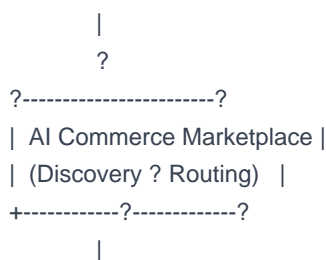 |
?
?------------------------?
| AI Commerce Marketplace |
| (Discovery ? Routing) |
+------------?-------------?
|